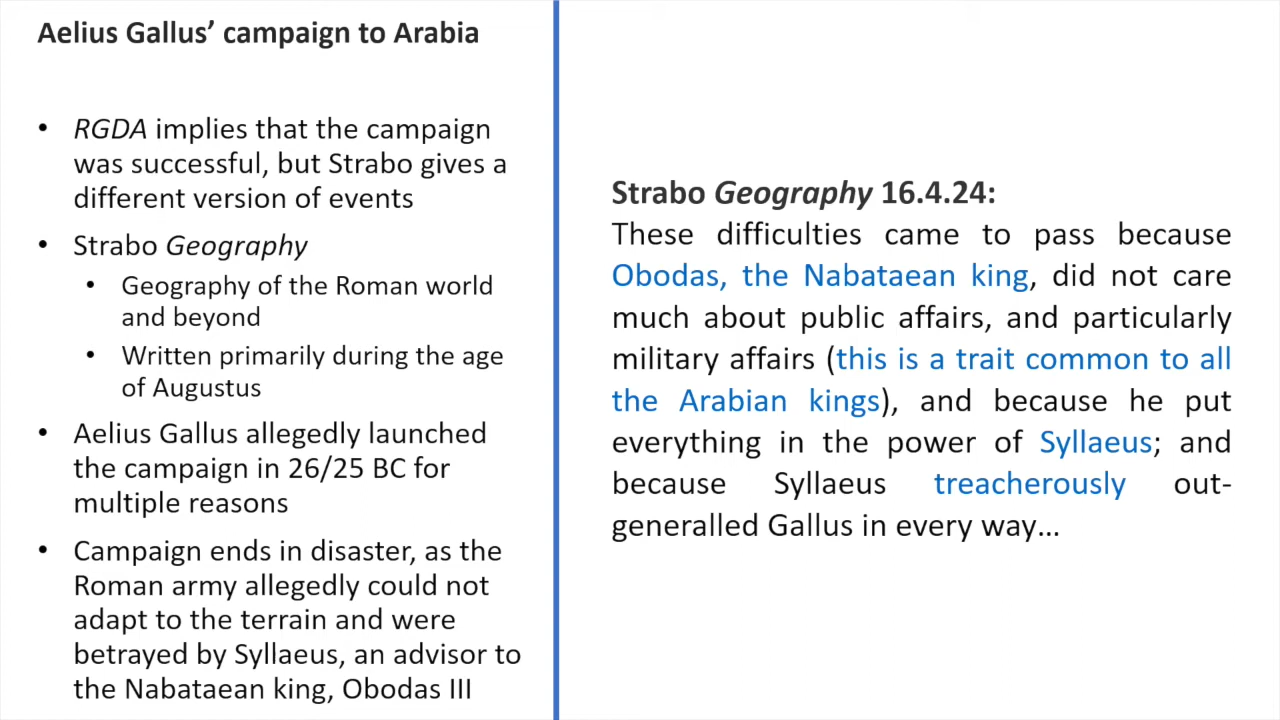 Aelius Gallus’ campaign to Arabia
• RGDA implies that the campaign
was successful, but Strabo gives a
different version of events
• Strabo Geography
• Geography of the Roman world
and beyond
• Written primarily during the age
of Augustus
• Aelius Gallus allegedly launched
the campaign in 26/25 BC for
multiple reasons
• Campaign ends in disaster, as the
Roman army allegedly could not
adapt to the terrain and were
betrayed by Syllaeus, an advisor to
the Nabataean king, Obodas III
Strabo Geography 16.4.24:
These difficulties came to pass because
Obodas, the Nabataean king, did not care
much about public affairs, and particularly
military affairs (this is a trait common to all
the Arabian kings), and because he put
everything in the power of Syllaeus; and
because Syllaeus treacherously out-
generalled Gallus in every way…